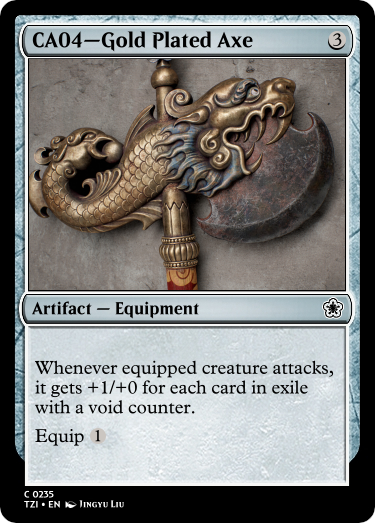 CA04—Gold Plated Axe 3
Artifact — Equipment
Whenever equipped creature attacks,
it gets +1/+0 for each card in exile
with a void counter.
Equip 1
C 0235
TZI • EN Jingyu Liu